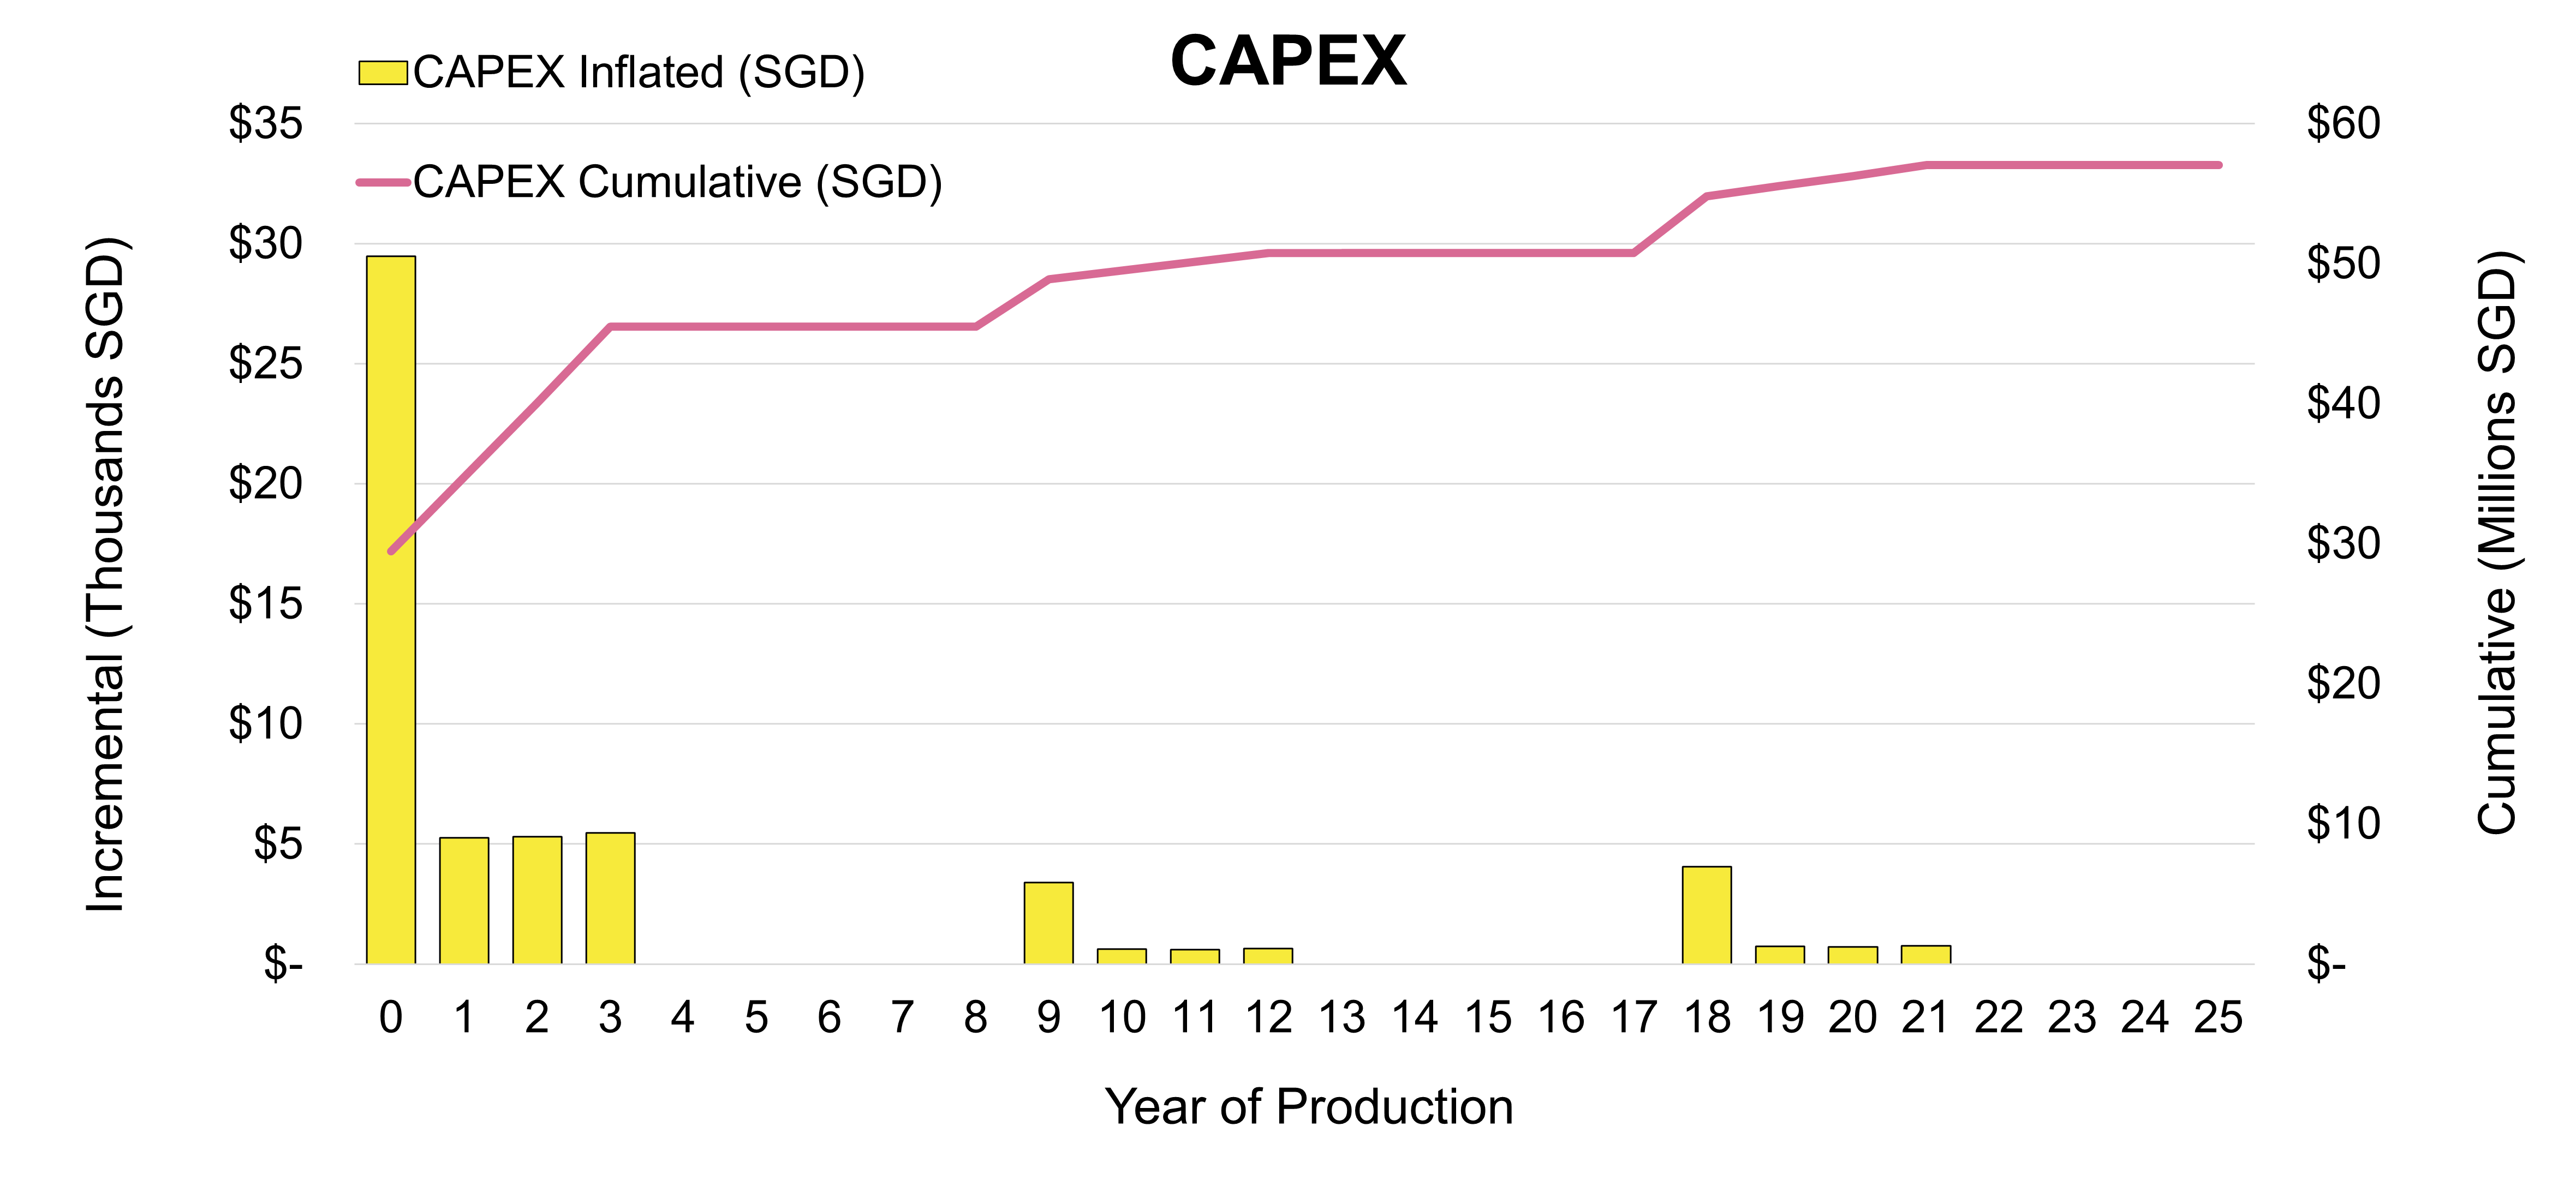 CAPEX
CAPEX Inflated (SGD)
CAPEX Cumulative (SGD)
Incremental (Thousands SGD)
$35
$30
$25
$20
$15
$10
$5
$-
$60
$50
$40
$30
$20
$10
$-
Cumulative (Millions SGD)
0 1 2 3 4 5 6 7 8 9 10 11 12 13 14 15 16 17 18 19 20 21 22 23 24 25
Year of Production